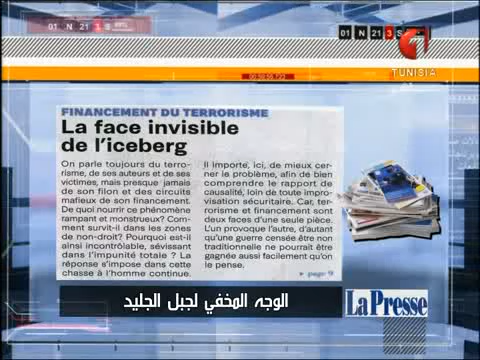 01 N 21 3 S
01 N 21 3 S
TUNISIA
00:50:55:722
FINANCEMENT DU TERRORISME
La face invisible
de l'iceberg
On parle toujours du terro-
risme, de ses auteurs et de ses
victimes, mais presque jamais
de son filon et des circuits
mafieux de son financement.
De quoi nourrir ce phénomène
rampant et monstrueux? Com-
ment survit-il dans les zones
de non-droit? Pourquoi est-il
ainsi incontrôlable, sévissant
dans l'impunité totale ? La
réponse s'impose dans cette
chasse à l'homme continue.
Il importe, ici, de mieux cer-
ner le problème, afin de bien
comprendre le rapport de
causalité, loin de toute impro-
visation sécuritaire. Car, ter-
rorisme et financement sont
deux faces d'une seule pièce.
L'un provoque l'autre, d'autant
qu'une guerre censée être non
traditionnelle ne pourrait être
gagnée aussi facilement qu'on
le pense.
page 9
الوجه المخفي لجبل الجليد
La Presse